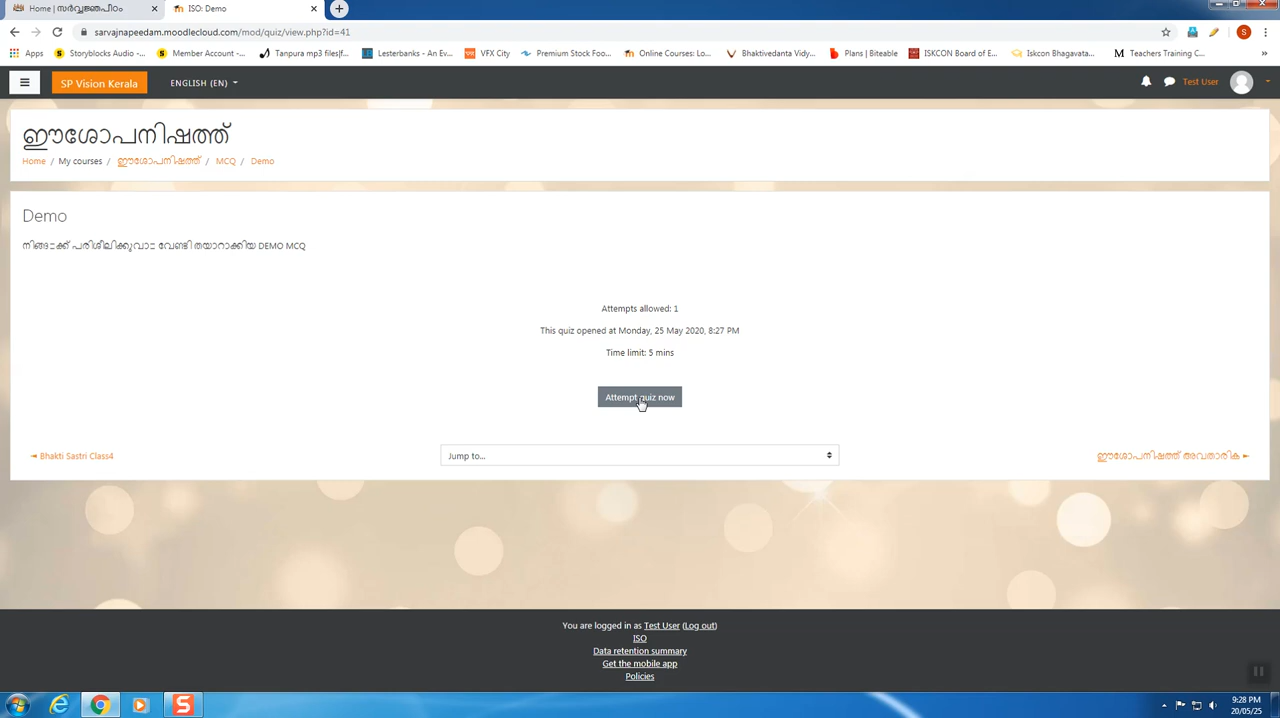 Home | സർവ്വജ്ഞപീഠം
ISO: Demo
sarvajnapeedam.moodlecloud.com/mod/quiz/view.php?id=41
Apps
Storyblocks Audio -...
Member Account -...
Tanpura mp3 files|f...
Lesterbanks - An Ev...
VFX City
Premium Stock Foo...
Online Courses: Lo...
Bhaktivedanta Vidy...
Plans | Biteable
ISKCON Board of E...
Iskcon Bhagavata...
Teachers Training C...
»
SP Vision Kerala
ENGLISH (EN)
Test User
ഈശോപനിഷത്ത്
Home / My courses / ഈശോപനിഷത്ത് / MCQ / Demo
Demo
പരിശീലിക്കുവാ വേണ്ടി തയാറാക്കിയ DEMO MCQ
Attempts allowed: 1
This quiz opened at Monday, 25 May 2020, 8:27 PM
Time limit: 5 mins
Attempt quiz now
◄ Bhakti Sastri Class4
Jump to...
ഈശോപനിഷത്ത് അവതാരിക ►
You are logged in as Test User (Log out)
ISO
Data retention summary
Get the mobile app
Policies
9:28 PM
20/05/25